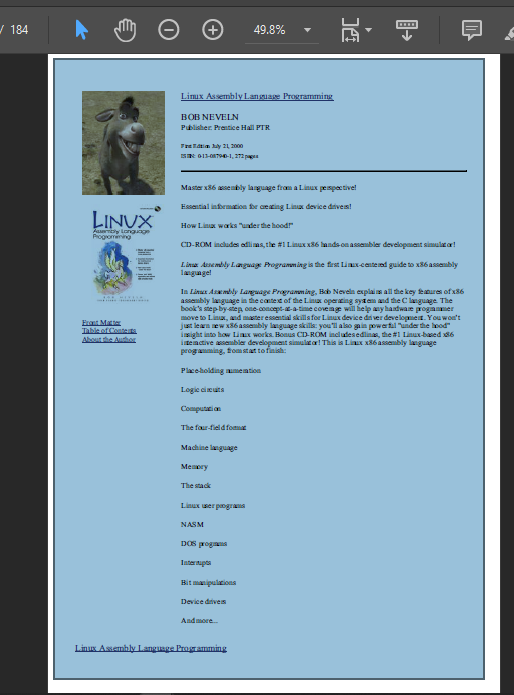 / 184
49.8%
Linux Assembly Language Programming
BOB NEVELN
Publisher: Prentice Hall PTR
First Edition July 21, 2000
ISBN: 0-13-087940-1, 272 pages
Master x86 assembly language from a Linux perspective!
Essential information for creating Linux device drivers!
How Linux works "under the hood!"
CD-ROM includes edlinas, the #1 Linux x86 hands-on assembler development simulator!
Linux Assembly Language Programming is the first Linux-centered guide to x86 assembly
language!
In Linux Assembly Language Programming, Bob Neveln explains all the key features of x86
assembly language in the context of the Linux operating system and the C language. The
book's step-by-step, one-concept-at-a-time coverage will help any hardware programmer
move to Linux, and master essential skills for Linux device driver development. You won't
just learn new x86 assembly language skills: you'll also gain powerful "under the hood"
insight into how Linux works. Bonus CD-ROM includes edlinas, the #1 Linux-based x86
interactive assembler development simulator! This is Linux x86 assembly language
programming, from start to finish:
LINUX
Assembly Language
Programming
Front Matter
Table of Contents
About the Author
Place-holding numeration
Logic circuits
Computation
The four-field format
Machine language
Memory
The stack
Linux user programs
NASM
DOS programs
Interrupts
Bit manipulations
Device drivers
And more...
Linux Assembly Language Programming